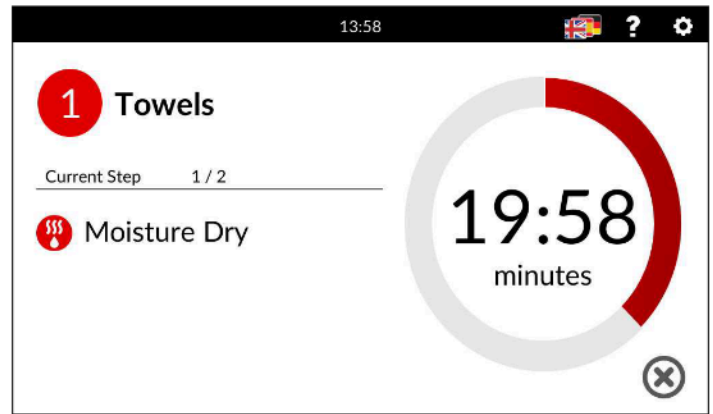 13:58
?
1 Towels
Current Step 1 / 2
Moisture Dry
19:58
minutes